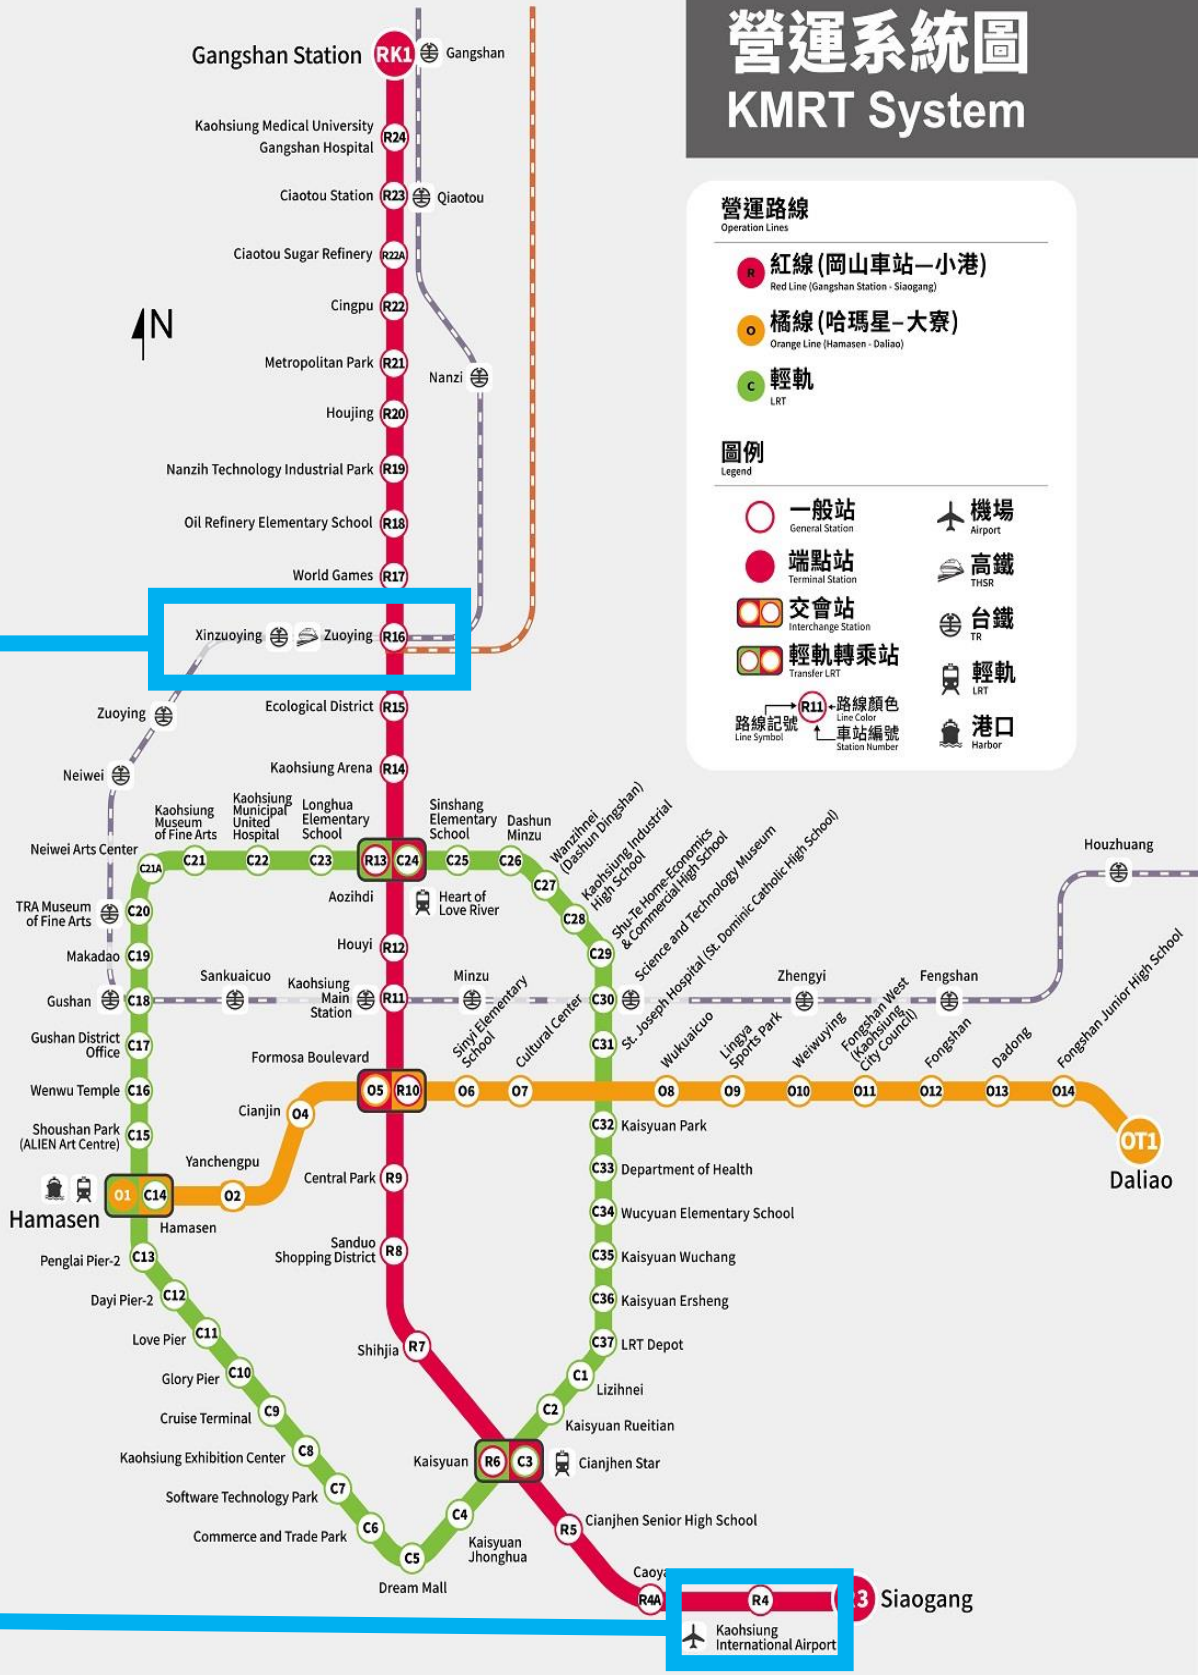 營運系統圖
KMRT System
營運路線
Operation Lines
R
紅線(岡山車站—小港)
Red Line (Gangshan Station - Siaogang)
O
橘線(哈瑪星–大寮)
Orange Line (Hamasen - Daliao)
C
輕軌
LRT
圖例
Legend
一般站
General Station
端點站
Terminal Station
交會站
Interchange Station
輕軌轉乘站
Transfer LRT
R11
路線顏色
Line Color
路線記號
Line Symbol
車站編號
Station Number
機場
Airport
高鐵
THSR
台鐵
TR
輕軌
LRT
港口
Harbor
N
Gangshan Station
RK1
Gangshan
Kaohsiung Medical University
Gangshan Hospital
R24
Ciaotou Station
R23
Qiaotou
Ciaotou Sugar Refinery
R22A
Cingpu
R22
Metropolitan Park
R21
Nanzi
Houjing
R20
Nanzih Technology Industrial Park
R19
Oil Refinery Elementary School
R18
World Games
R17
Xinzuoying
Zuoying
R16
Ecological District
R15
Zuoying
Kaohsiung Arena
R14
Neiwei
Neiwei Arts Center
C21A
Kaohsiung
Museum
of Fine Arts
C21
Kaohsiung
Municipal
United
Hospital
C22
Longhua
Elementary
School
C23
R13
C24
Aozihdi
Heart of
Love River
Sinshang
Elementary
School
C25
Dashun
Minzu
C26
Wanzihnei
(Dashun Dingshan)
C27
Kaohsiung Industrial
High School
C28
Shu-Te Home-Economics
& Commercial High School
C29
Science and Technology Museum
C30
St. Joseph Hospital (St. Dominic Catholic High School)
C31
Houzhuang
TRA Museum
of Fine Arts
C20
Makadao
C19
Houyi
R12
Gushan
C18
Sankuaicuo
Kaohsiung
Main
Station
R11
Minzu
Zhengyi
Fengshan
Gushan District
Office
C17
Wenwu Temple
C16
Shoushan Park
(ALIEN Art Centre)
C15
Formosa Boulevard
O5
R10
Cianjin
O4
Yanchengpu
O2
Hamasen
O1
C14
Hamasen
Sinyi Elementary
School
O6
Cultural Center
O7
Wukuaicuo
O8
Lingya
Sports Park
O9
Weiwuying
O10
Fongshan West
(Kaohsiung
City Council)
O11
Fongshan
O12
Dadong
O13
Fongshan Junior High School
O14
OT1
Daliao
Central Park
R9
Sanduo
Shopping District
R8
Shihjia
R7
C32
Kaisyuan Park
C33
Department of Health
C34
Wucyuan Elementary School
C35
Kaisyuan Wuchang
C36
Kaisyuan Ersheng
C37
LRT Depot
C1
Lizihnei
C2
Kaisyuan Rueitian
Penglai Pier-2
C13
Dayi Pier-2
C12
Love Pier
C11
Glory Pier
C10
Cruise Terminal
C9
Kaohsiung Exhibition Center
C8
Software Technology Park
C7
Commerce and Trade Park
C6
C5
Dream Mall
C4
Kaisyuan
Jhonghua
Kaisyuan
R6
C3
Cianjhen Star
R5
Cianjhen Senior High School
R4A
R4
Kaohsiung
International Airport
Siaogang